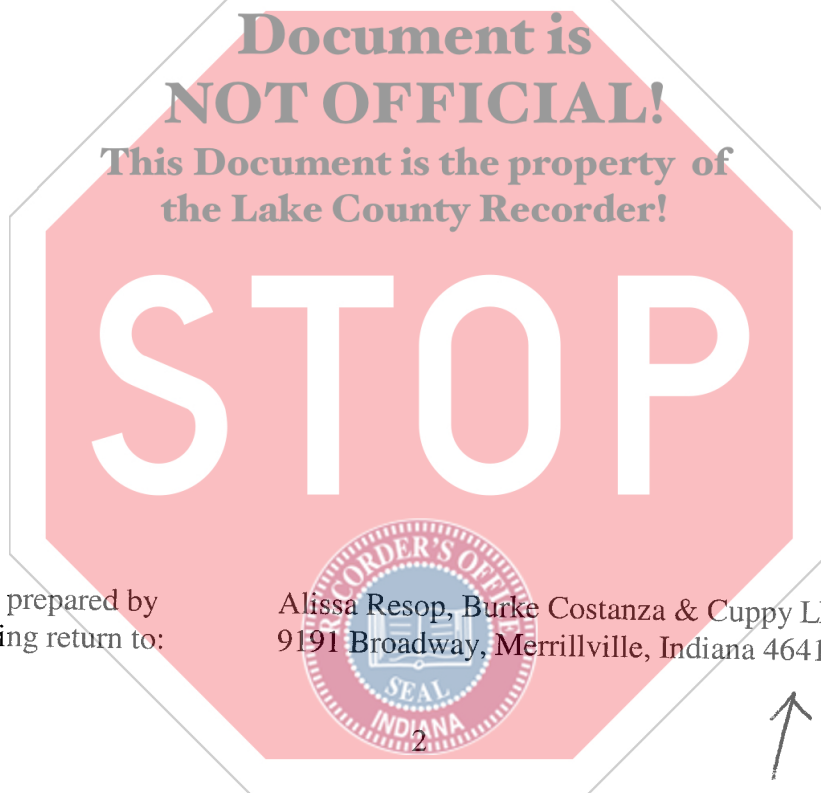 Document is
NOT OFFICIAL!
This Document is the property of
the Lake County Recorder!
STOP
RECORDER'S OFFICE
prepared by Alissa Resop, Burke Costanza & Cuppy
ing return to: 9191 Broadway, Merrillville, Indiana 4641
SEAL
INDIANA
2